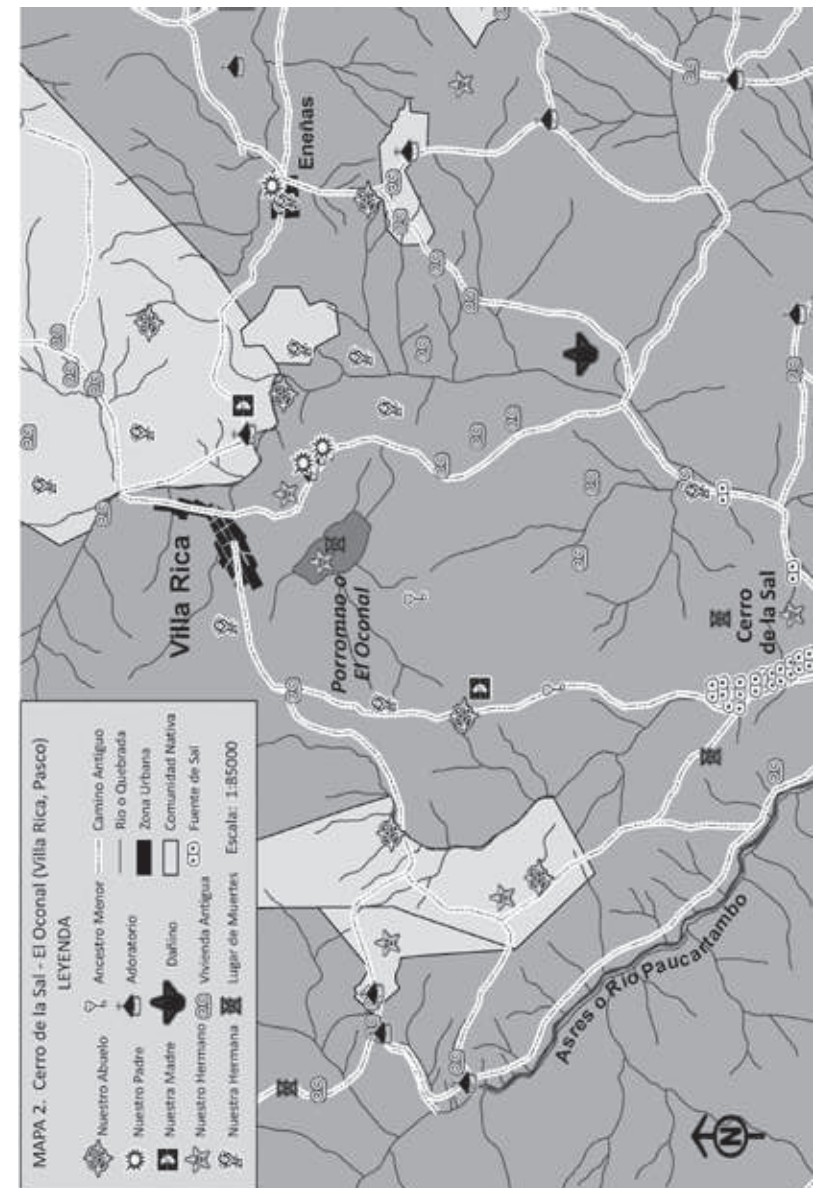 MAPA 2. Cerro de la Sal - El Oconal (Villa Rica, Pasco)
LEYENDA
Nuestro Abuelo
Nuestro Padre
Nuestra Madre
Nuestro Hermano
Nuestra Hermana
Ancestro Menor
Adoratorio
Dañino
Vivienda Antigua
Lugar de Muertes
Camino Antiguo
Rio o Quebrada
Zona Urbana
Comunidad Nativa
Fuente de Sal
Escala: 1:85000
Villa Rica
Eneñas
Porromno o
El Oconal
Cerro
de la Sal
Asres o Río Paucartambo
N